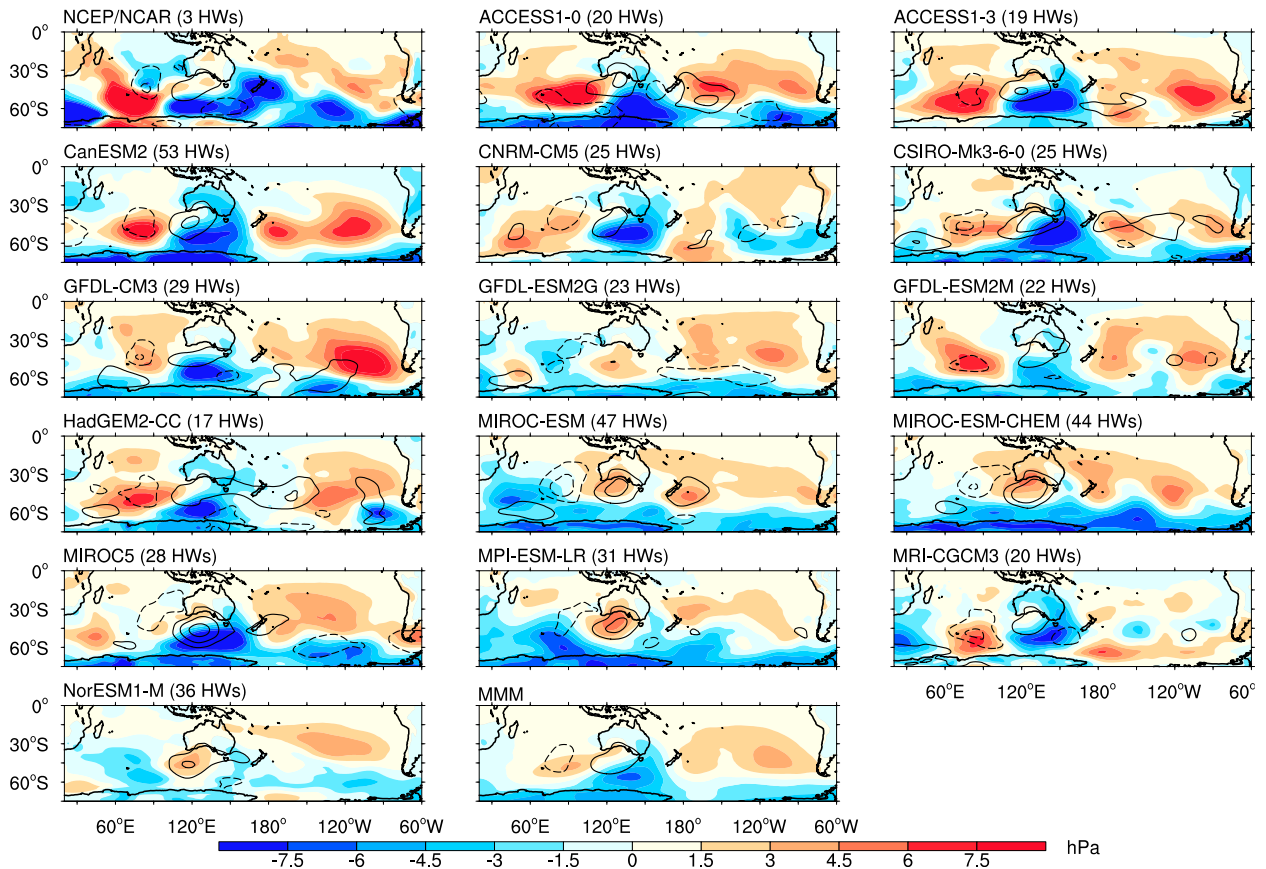 NCEP/NCAR (3 HWs) ACCESS1-0 (20 HWs) ACCESS1-3 (19 HWs)
0°
30°S
60°S
CanESM2 (53 HWs) CNRM-CM5 (25 HWs) CSIRO-Mk3-6-0 (25 HWs)
0°
30°S
60°S
GFDL-CM3 (29 HWs) GFDL-ESM2G (23 HWs) GFDL-ESM2M (22 HWs)
0°
30°S
60°S
HadGEM2-CC (17 HWs) MIROC-ESM (47 HWs) MIROC-ESM-CHEM (44 HWs)
0°
30°S
60°S
MIROC5 (28 HWs) MPI-ESM-LR (31 HWs) MRI-CGCM3 (20 HWs)
0°
30°S
60°S
60°E 120°E 180° 120°W 60°
NorESM1-M (36 HWs) MMM
0°
30°S
60°S
60°E 120°E 180° 120°W 60°W 60°E 120°E 180° 120°W 60°W
-7.5 -6 -4.5 -3 -1.5 0 1.5 3 4.5 6 7.5 hPa